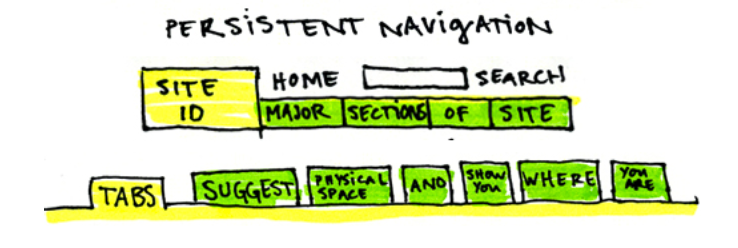 PERSISTENT NAVIGATION
SITE ID
HOME SEARCH
MAJOR SECTIONS OF SITE
TABS SUGGEST PHYSICAL SPACE AND SHOW YOU WHERE YOU ARE